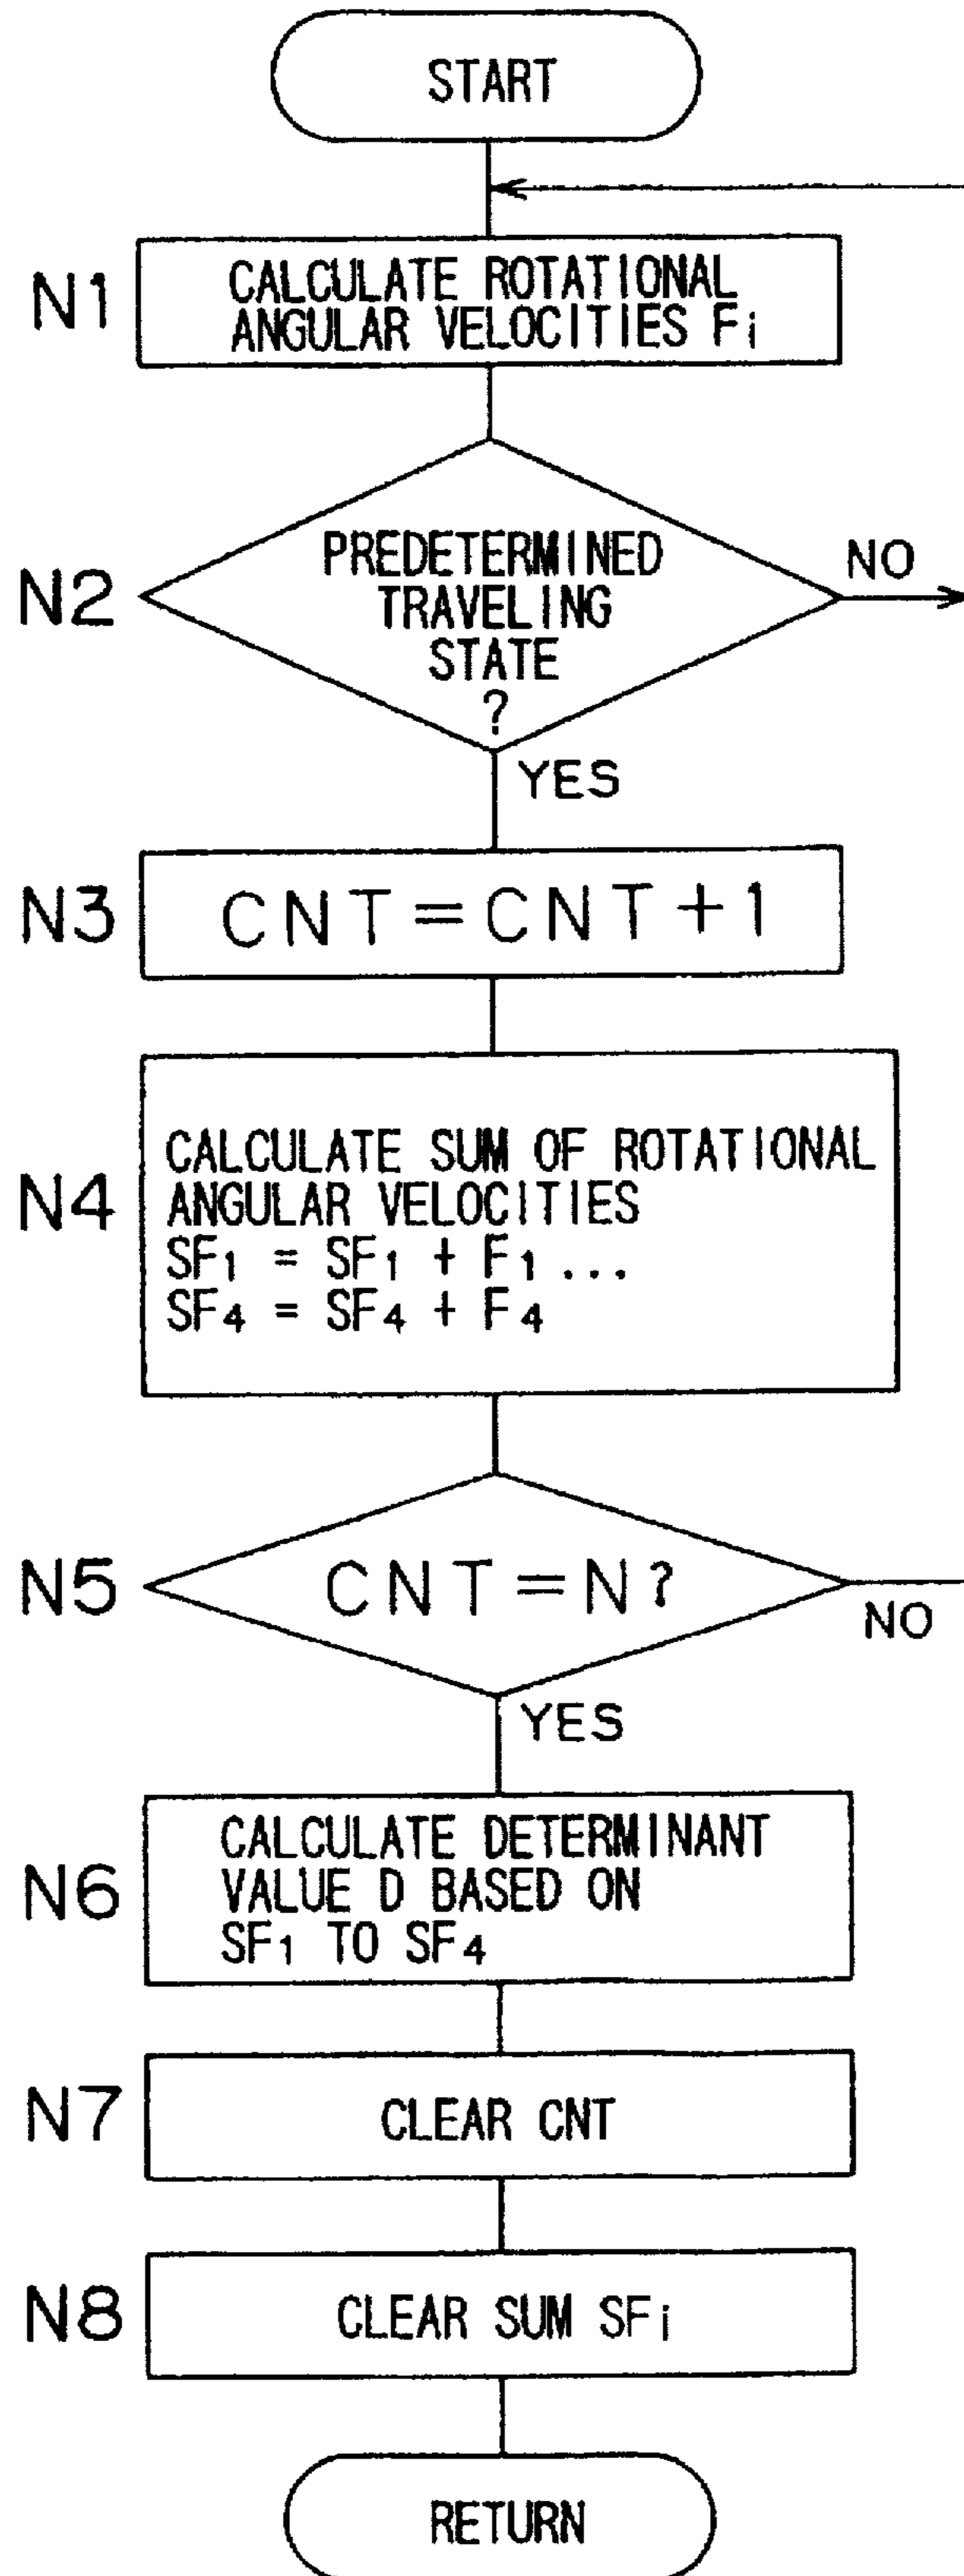 START
N1
CALCULATE ROTATIONAL
ANGULAR VELOCITIES Fi
N2
PREDETERMINED
TRAVELING
STATE
?
NO
YES
N3
CNT=CNT+1
N4
CALCULATE SUM OF ROTATIONAL
ANGULAR VELOCITIES
SF1 = SF1 + F1 ...
SF4 = SF4 + F4
N5
CNT=N?
NO
YES
N6
CALCULATE DETERMINANT
VALUE D BASED ON
SF1 TO SF4
N7
CLEAR CNT
N8
CLEAR SUM SFi
RETURN